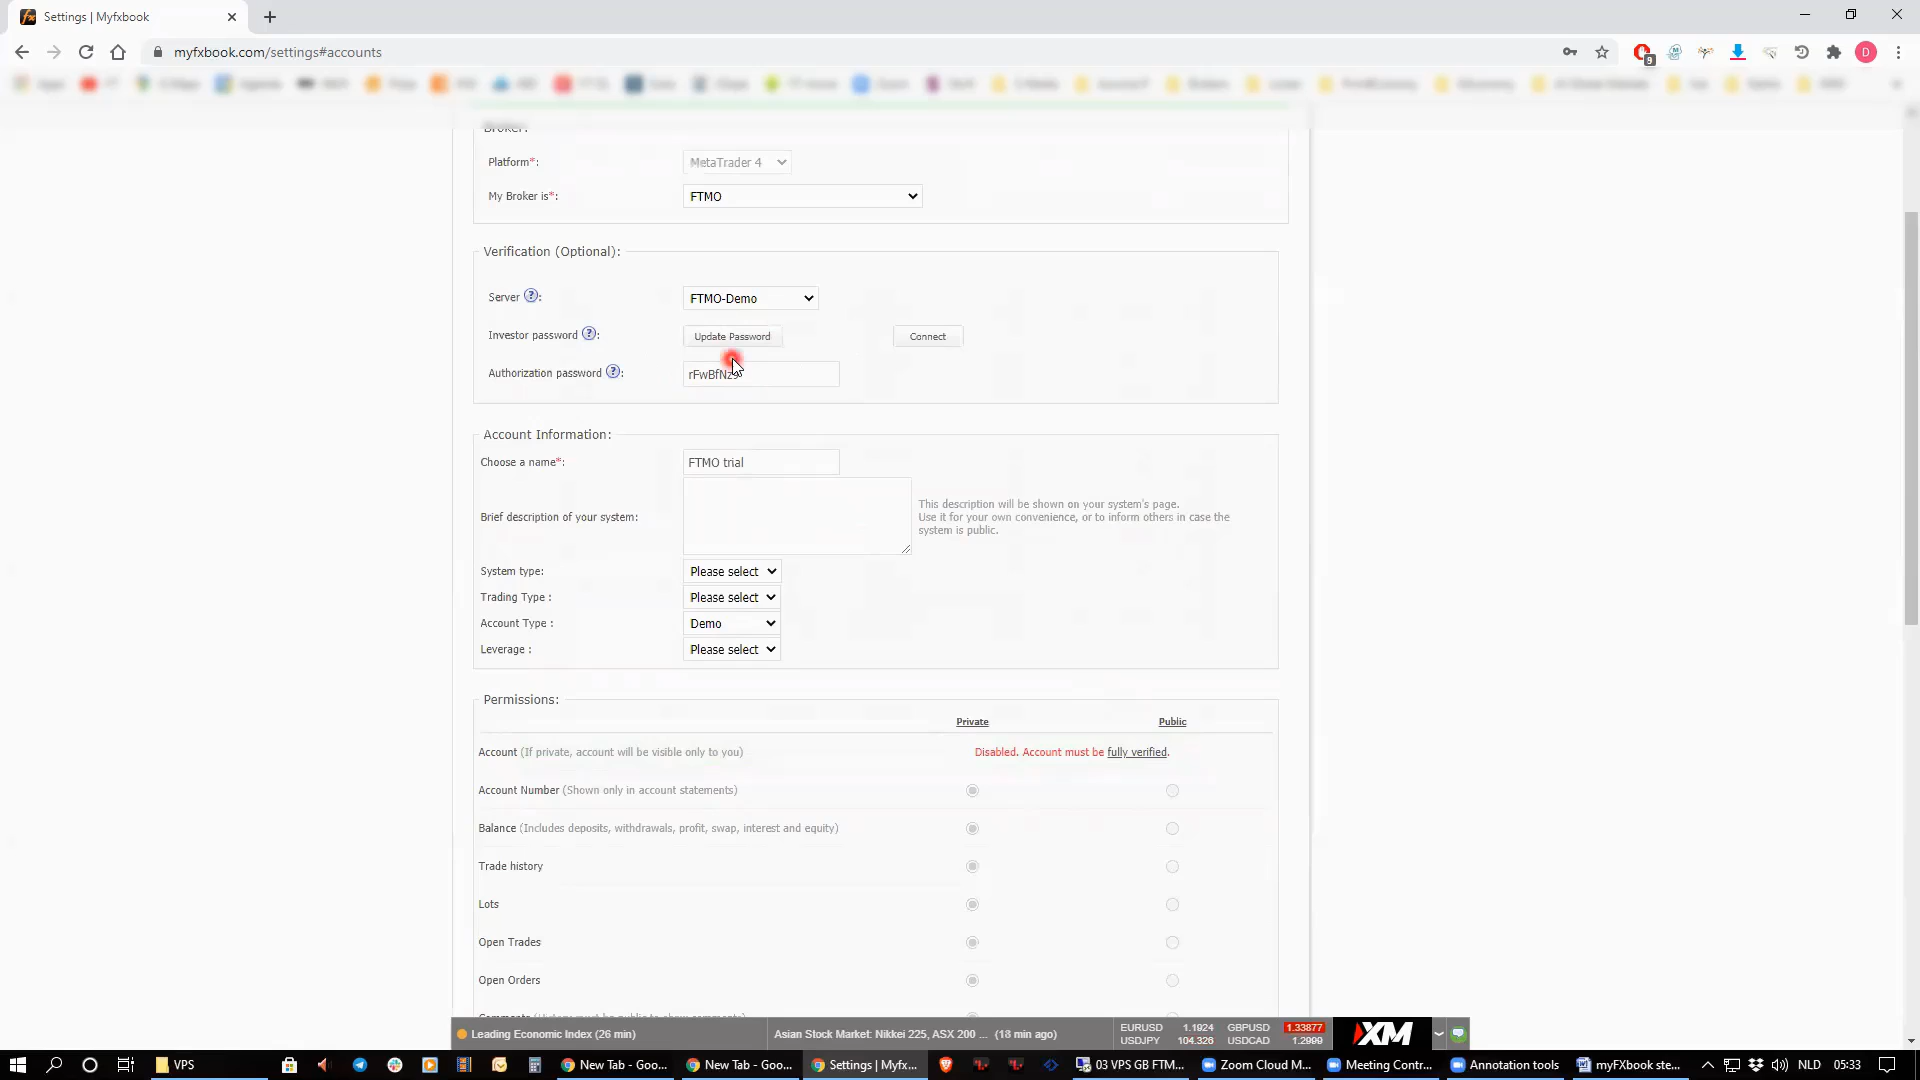 Settings | Myfxbook
myfxbook.com/settings#accounts
9
D
Broker:
Platform*:
MetaTrader 4
My Broker is*:
FTMO
Verification (Optional):
Server ?:
FTMO-Demo
Investor password ?:
Update Password
Connect
Authorization password ?:
Account Information:
Choose a name*:
FTMO trial
Brief description of your system:
This description will be shown on your system's page.
Use it for your own convenience, or to inform others in case the
system is public.
System type:
Please select
Trading Type :
Please select
Account Type :
Demo
Leverage :
Please select
Permissions:
Private
Public
Account (If private, account will be visible only to you)
Disabled. Account must be fully verified.
Account Number (Shown only in account statements)
Balance (Includes deposits, withdrawals, profit, swap, interest and equity)
Trade history
Lots
Open Trades
Open Orders
Leading Economic Index (26 min)
Asian Stock Market: Nikkei 225, ASX 200 ... (18 min ago)
EURUSD 1.1924 GBPUSD 1.33877
USDJPY 104.326 USDCAD 1.2999
XM
VPS
New Tab - Goo...
New Tab - Goo...
Settings | Myfx...
03 VPS GB FTM...
Zoom Cloud M...
Meeting Contr...
Annotation tools
myFXbook ste...
NLD
05:33